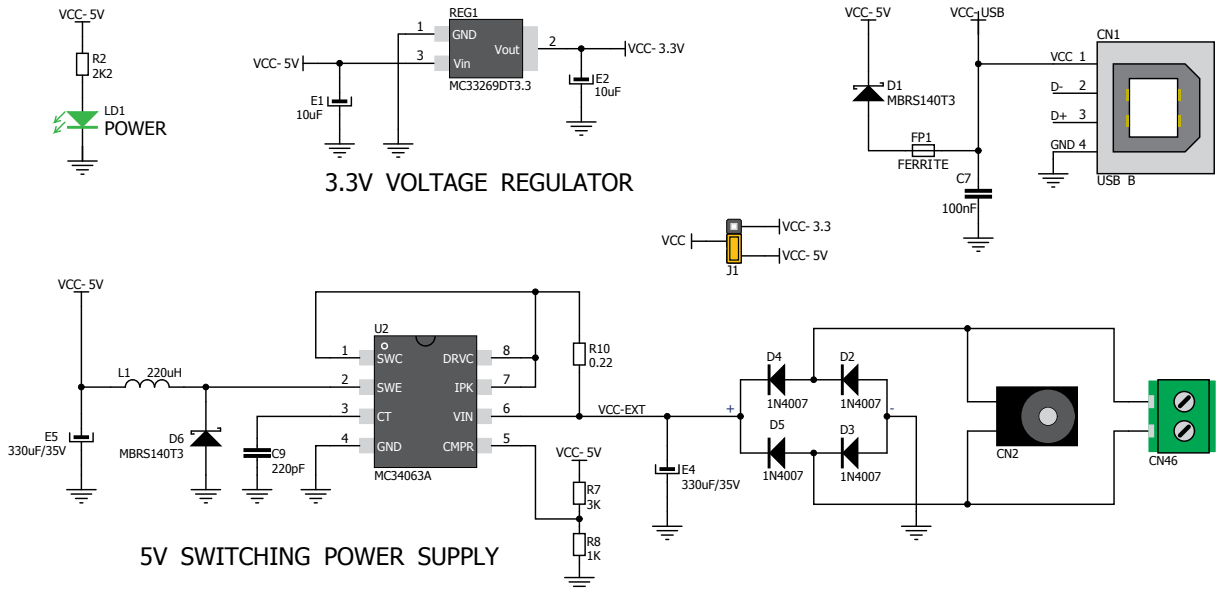 VCC-5V
R2
2K2
LD1
POWER
REG1
1
GND
Vout
2
VCC-3.3V
VCC-5V
3
Vin
MC33269DT3.3
E1
10uF
E2
10uF
3.3V VOLTAGE REGULATOR
VCC-5V
VCC-USB
D1
MBRS140T3
FP1
FERRITE
C7
100nF
CN1
VCC 1
D- 2
D+ 3
GND 4
USB B
VCC
VCC-3.3
VCC-5V
J1
VCC-5V
L1 220uH
E5
330uF/35V
D6
MBRS140T3
C9
220pF
U2
1 SWC DRVC 8
2 SWE IPK 7
3 CT VIN 6
4 GND CMPR 5
MC34063A
R10
0.22
VCC-EXT
VCC-5V
R7
3K
R8
1K
E4
330uF/35V
+
-
D4
1N4007
D2
1N4007
D5
1N4007
D3
1N4007
CN2
CN46
5V SWITCHING POWER SUPPLY